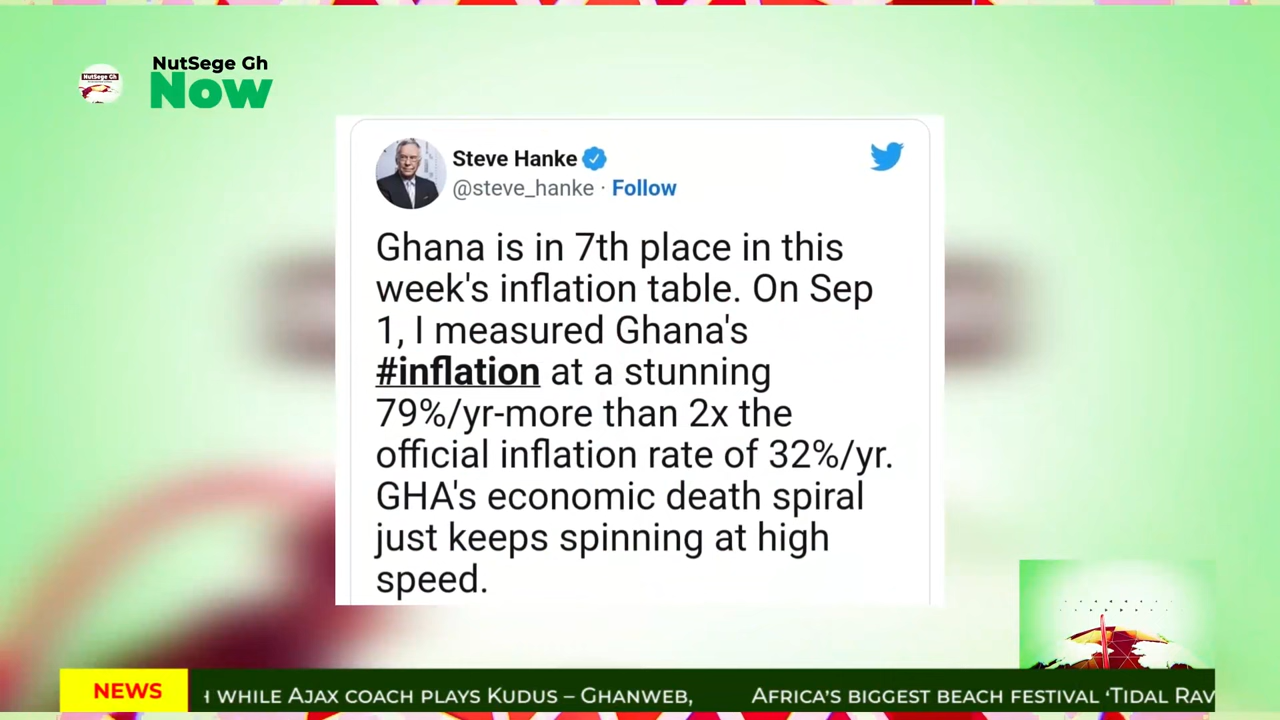 NutSege Gh
Now
NutSege Gh
Steve Hanke
@steve_hanke · Follow
Ghana is in 7th place in this
week's inflation table. On Sep
1, I measured Ghana's
#inflation at a stunning
79%/yr-more than 2x the
official inflation rate of 32%/yr.
GHA's economic death spiral
just keeps spinning at high
speed.
NEWS
WHILE AJAX COACH PLAYS KUDUS – GHANWEB, AFRICA'S BIGGEST BEACH FESTIVAL 'TIDAL RAV